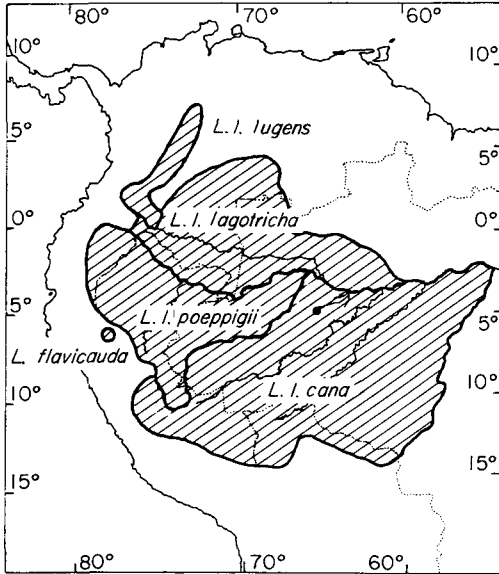 80° 70° 60°
10° 10°
5° 5°
L. l. lugens
0° 0°
L. l. lagotricha
5° 5°
L. l. poeppigii
L. flavicauda
10° 10°
L. l. cana
15° 15°
80° 70° 60°